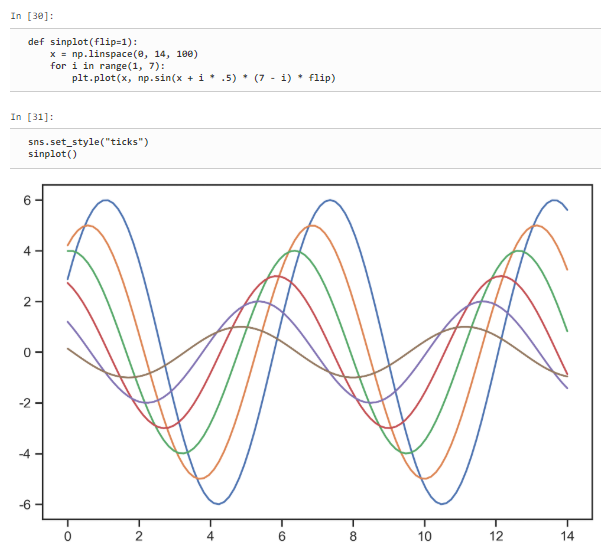 In [30]:
def sinplot(flip=1):
    x = np.linspace(0, 14, 100)
    for i in range(1, 7):
        plt.plot(x, np.sin(x + i * .5) * (7 - i) * flip)
In [31]:
sns.set_style("ticks")
sinplot()
6
4
2
0
-2
-4
-6
0 2 4 6 8 10 12 14